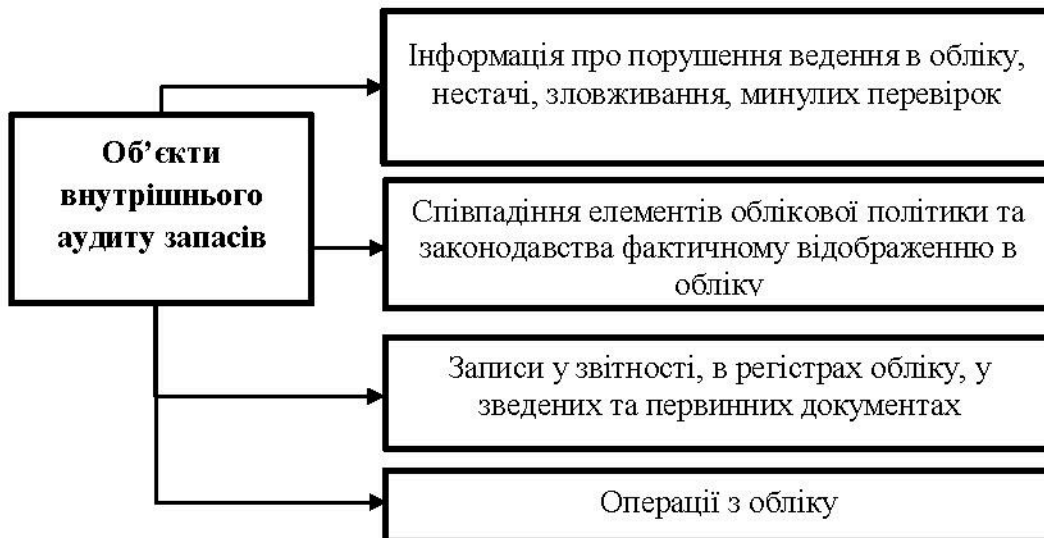 Об’єкти
внутрішнього
аудиту запасів
Інформація про порушення ведення в обліку,
нестачі, зловживання, минулих перевірок
Співпадіння елементів облікової політики та
законодавства фактичному відображенню в
обліку
Записи у звітності, в регістрах обліку, у
зведених та первинних документах
Операції з обліку